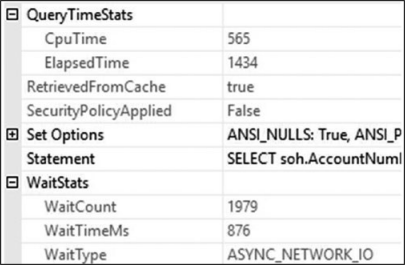 QueryTimeStats
CpuTime 565
ElapsedTime 1434
RetrievedFromCache true
SecurityPolicyApplied False
Set Options ANSI_NULLS: True, ANSI_P
Statement SELECT soh.AccountNuml
WaitStats
WaitCount 1979
WaitTimeMs 876
WaitType ASYNC_NETWORK_IO